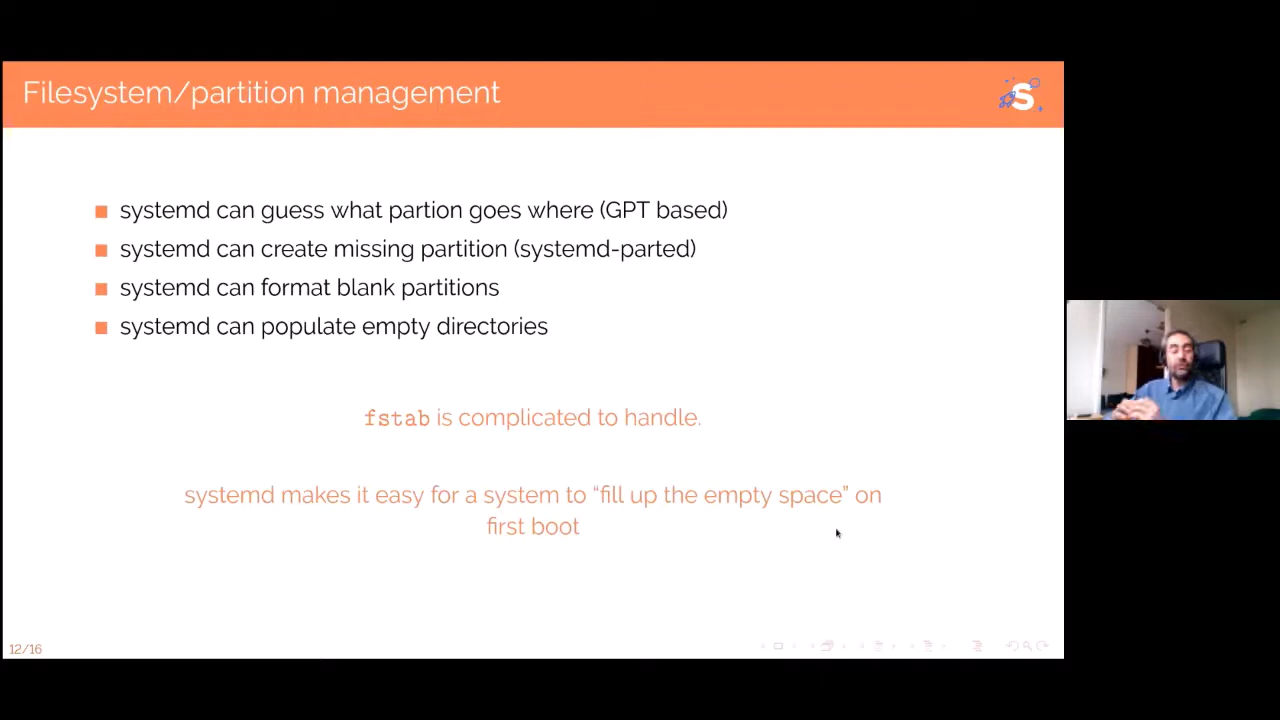 Filesystem/partition management
S
systemd can guess what partion goes where (GPT based)
systemd can create missing partition (systemd-parted)
systemd can format blank partitions
systemd can populate empty directories
fstab is complicated to handle.
systemd makes it easy for a system to “fill up the empty space” on
first boot
12/16